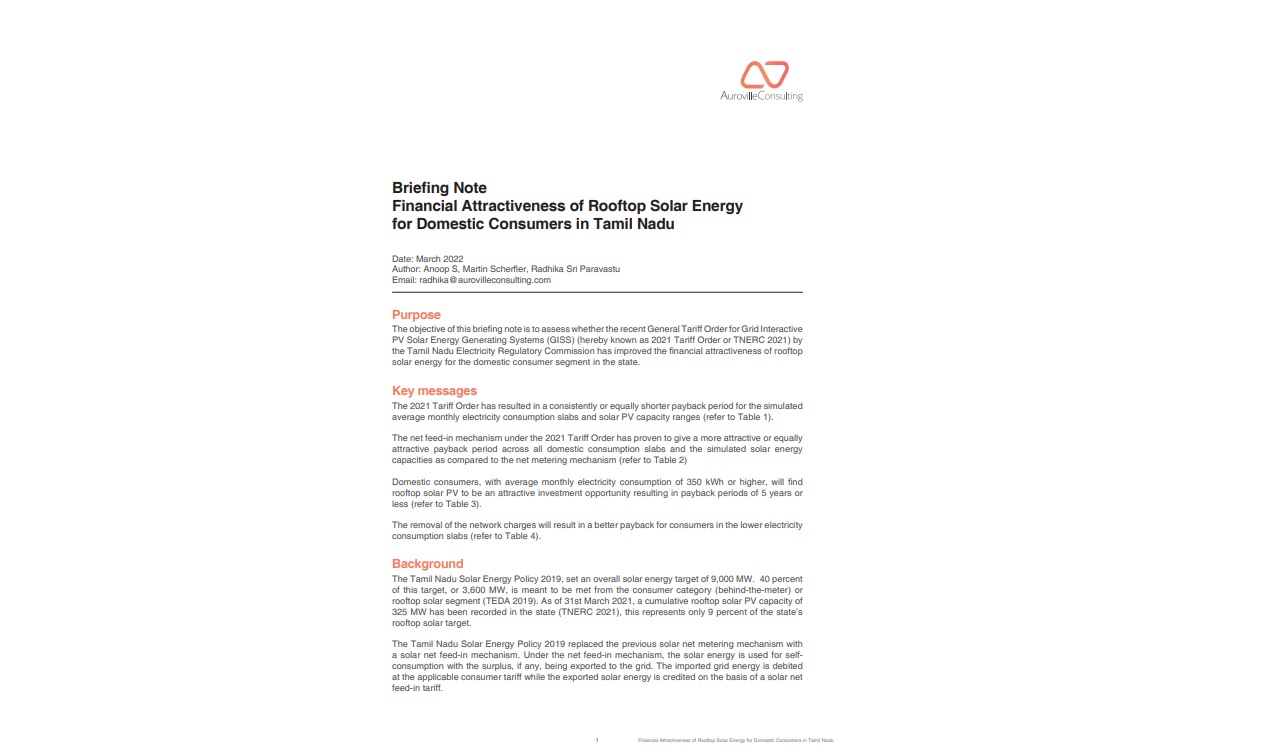 AurovilleConsulting
Briefing Note
Financial Attractiveness of Rooftop Solar Energy
for Domestic Consumers in Tamil Nadu
Date: March 2022
Author: Anoop S, Martin Scherfler, Radhika Sri Paravastu
Email: radhika@aurovilleconsulting.com
Purpose
The objective of this briefing note is to assess whether the recent General Tariff Order for Grid Interactive
PV Solar Energy Generating Systems (GISS) (hereby known as 2021 Tariff Order or TNERC 2021) by
the Tamil Nadu Electricity Regulatory Commission has improved the financial attractiveness of rooftop
solar energy for the domestic consumer segment in the state.
Key messages
The 2021 Tariff Order has resulted in a consistently or equally shorter payback period for the simulated
average monthly electricity consumption slabs and solar PV capacity ranges (refer to Table 1).
The net feed-in mechanism under the 2021 Tariff Order has proven to give a more attractive or equally
attractive payback period across all domestic consumption slabs and the simulated solar energy
capacities as compared to the net metering mechanism (refer to Table 2)
Domestic consumers, with average monthly electricity consumption of 350 kWh or higher, will find
rooftop solar PV to be an attractive investment opportunity resulting in payback periods of 5 years or
less (refer to Table 3).
The removal of the network charges will result in a better payback for consumers in the lower electricity
consumption slabs (refer to Table 4).
Background
The Tamil Nadu Solar Energy Policy 2019, set an overall solar energy target of 9,000 MW. 40 percent
of this target, or 3,600 MW, is meant to be met from the consumer category (behind-the-meter) or
rooftop solar segment (TEDA 2019). As of 31st March 2021, a cumulative rooftop solar PV capacity of
325 MW has been recorded in the state (TNERC 2021), this represents only 9 percent of the state's
rooftop solar target.
The Tamil Nadu Solar Energy Policy 2019 replaced the previous solar net metering mechanism with
a solar net feed-in mechanism. Under the net feed-in mechanism, the solar energy is used for self-
consumption with the surplus, if any, being exported to the grid. The imported grid energy is debited
at the applicable consumer tariff while the exported solar energy is credited on the basis of a solar net
feed-in tariff.
1 Financial Attractiveness of Rooftop Solar Energy for Domestic Consumers in Tamil Nadu